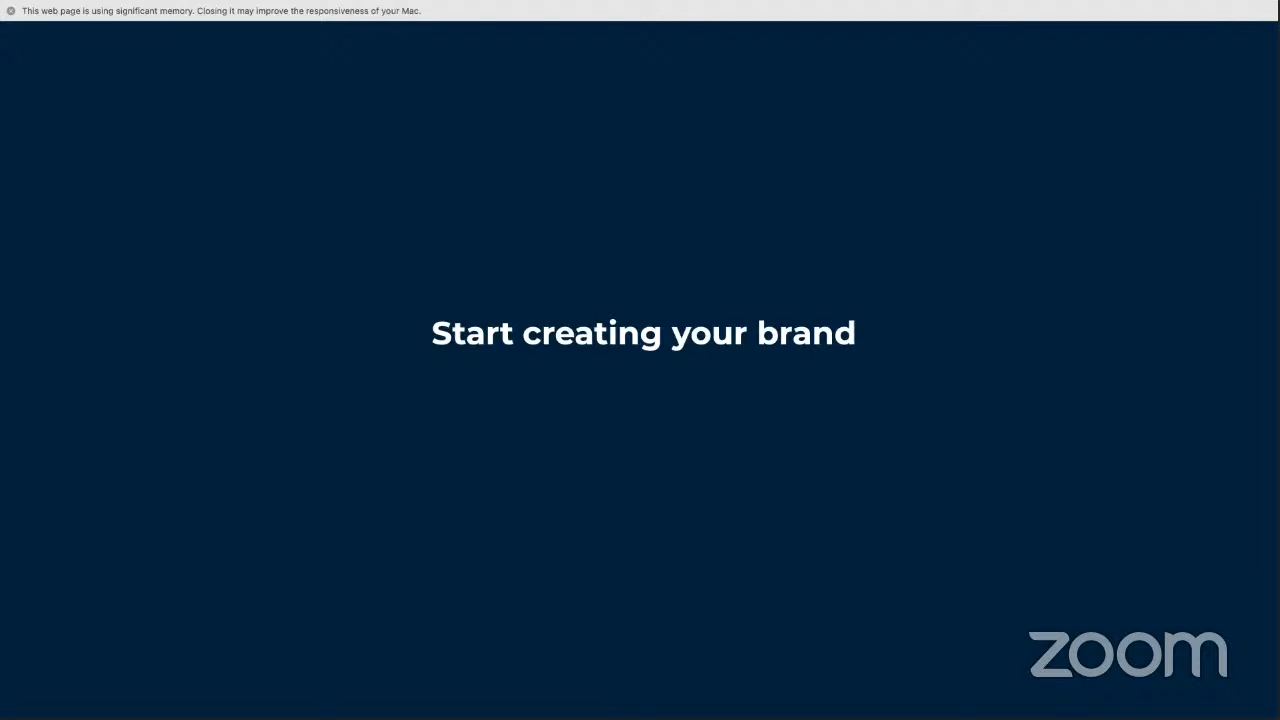 This web page is using significant memory. Closing it may improve the responsiveness of your Mac.
Start creating your brand
zoom